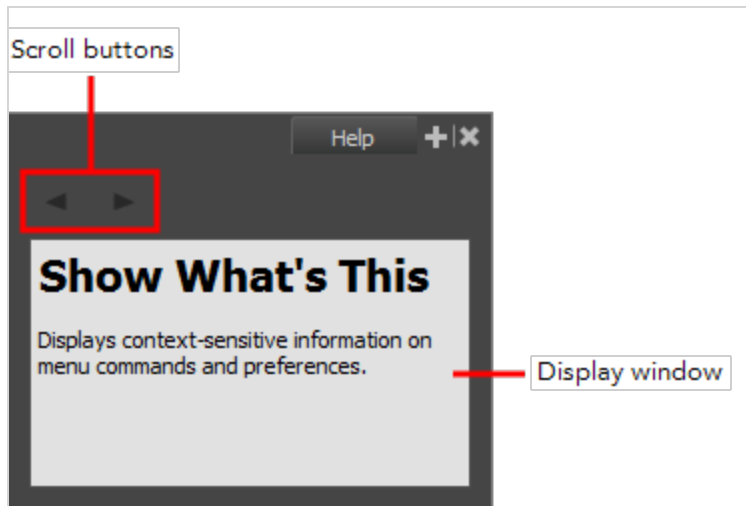 Scroll buttons
Help
Show What's This
Displays context-sensitive information on
menu commands and preferences.
Display window